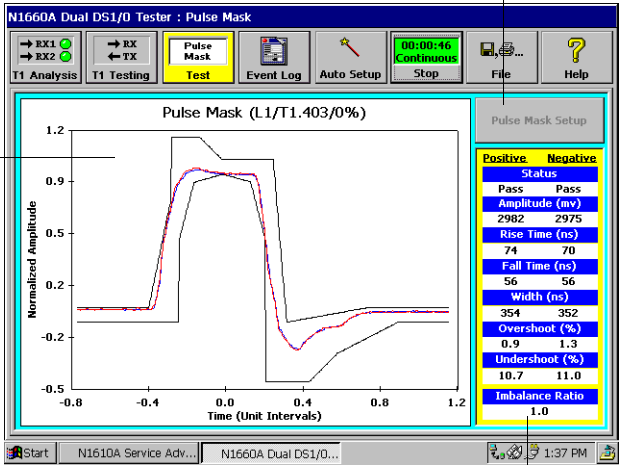 N1660A Dual DS1/0 Tester : Pulse Mask
RX1
RX2
T1 Analysis
RX
TX
T1 Testing
Pulse
Mask
Test
Event Log
Auto Setup
00:00:46
Continuous
Stop
File
Help
Pulse Mask (L1/T1.403/0%)
1.2
0.9
0.5
0.2
-0.2
-0.5
Normalized Amplitude
-0.8 -0.4 0.0 0.4 0.8 1.2
Time (Unit Intervals)
Pulse Mask Setup
Positive Negative
Status
Pass Pass
Amplitude (mv)
2982 2975
Rise Time (ns)
74 70
Fall Time (ns)
56 56
Width (ns)
354 352
Overshoot (%)
0.9 1.3
Undershoot (%)
10.7 11.0
Imbalance Ratio
1.0
Start N1610A Service Adv... N1660A Dual DS1/0... 1:37 PM